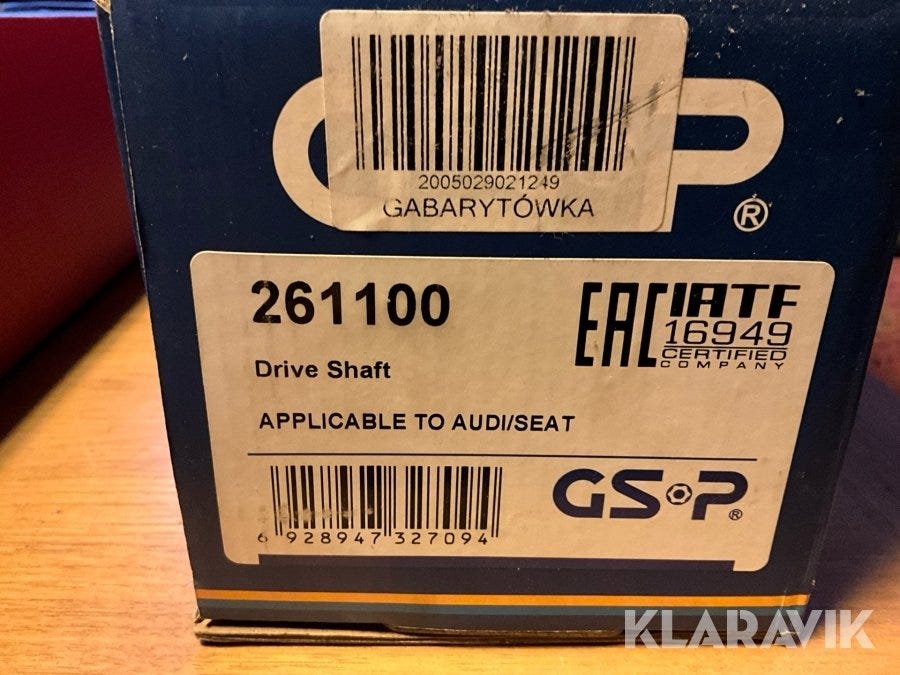 2005029021249
GABARYTÓWKA
P®
261100
Drive Shaft
APPLICABLE TO AUDI/SEAT
EAC
IATF
16949
CERTIFIED
COMPANY
6 928947 327094
GSP®
KLARAVIK